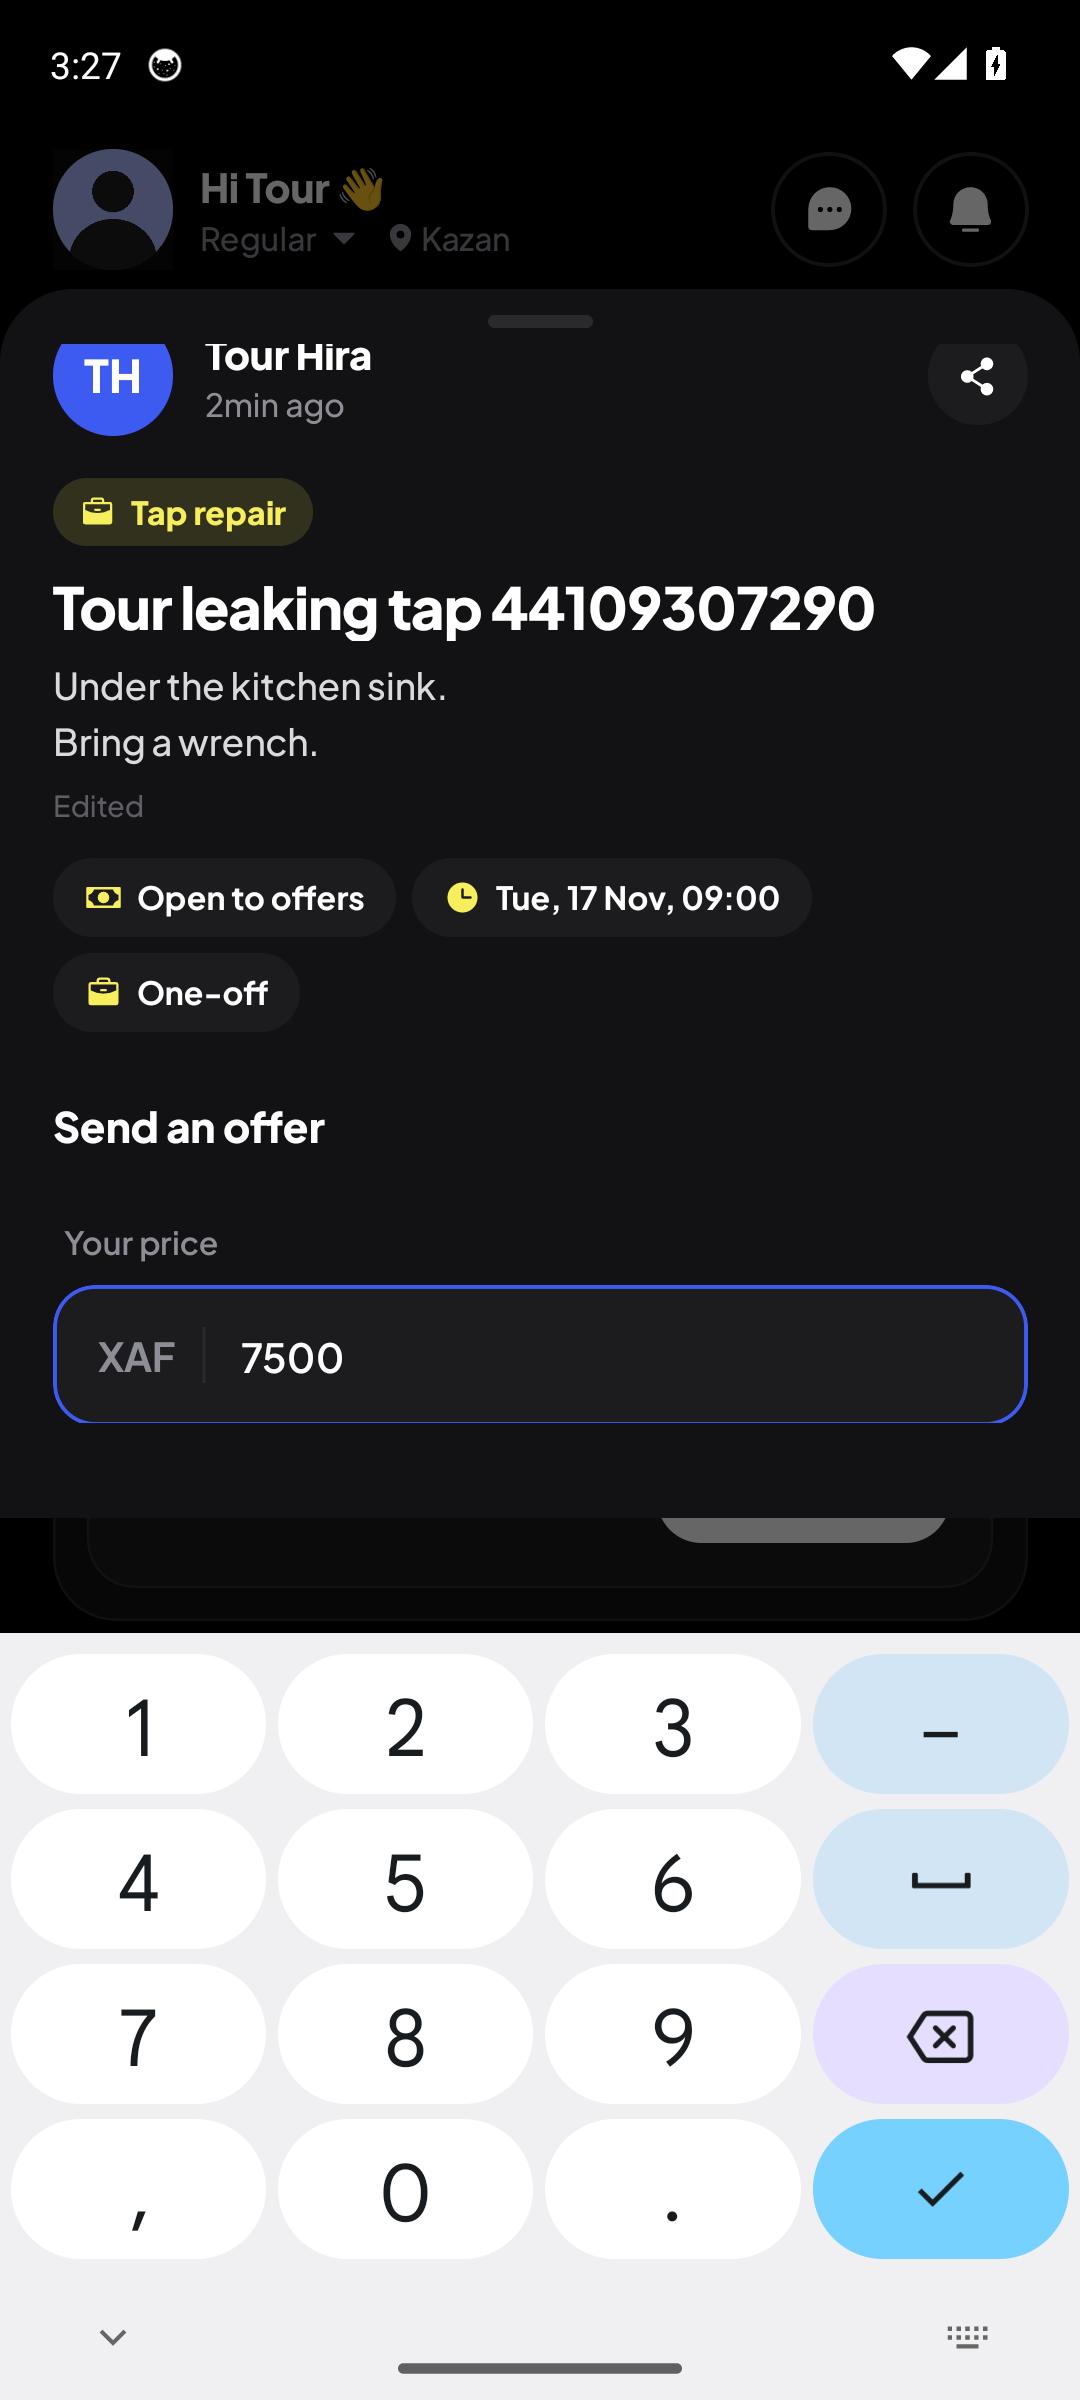 3:27
Hi Tour 👋
Regular
Kazan
TH
Tour Hira
2min ago
Tap repair
Tour leaking tap 44109307290
Under the kitchen sink.
Bring a wrench.
Edited
Open to offers
Tue, 17 Nov, 09:00
One-off
Send an offer
Your price
XAF 7500
1 2 3 –
4 5 6
7 8 9
, 0 .